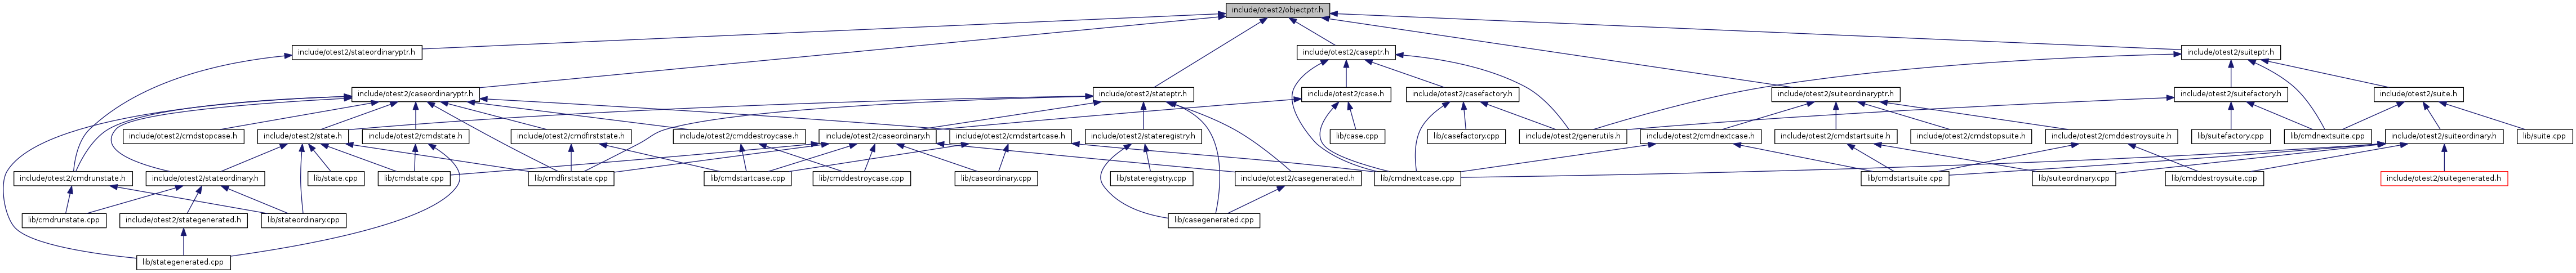 include/otest2/objectptr.h
include/otest2/stateordinaryptr.h
include/otest2/caseptr.h
include/otest2/suiteptr.h
include/otest2/caseordinaryptr.h
include/otest2/stateptr.h
include/otest2/case.h
include/otest2/casefactory.h
include/otest2/suiteordinaryptr.h
include/otest2/suitefactory.h
include/otest2/suite.h
include/otest2/cmdstopcase.h
include/otest2/state.h
include/otest2/cmdstate.h
include/otest2/cmdfirststate.h
include/otest2/cmddestroycase.h
include/otest2/caseordinary.h
include/otest2/cmdstartcase.h
include/otest2/stateregistry.h
lib/case.cpp
lib/casefactory.cpp
include/otest2/generutils.h
include/otest2/cmdnextcase.h
include/otest2/cmdstartsuite.h
include/otest2/cmdstopsuite.h
include/otest2/cmddestroysuite.h
lib/suitefactory.cpp
lib/cmdnextsuite.cpp
include/otest2/suiteordinary.h
lib/suite.cpp
include/otest2/cmdrunstate.h
include/otest2/stateordinary.h
lib/state.cpp
lib/cmdstate.cpp
lib/cmdfirststate.cpp
lib/cmdstartcase.cpp
lib/cmddestroycase.cpp
lib/caseordinary.cpp
lib/stateregistry.cpp
include/otest2/casegenerated.h
lib/cmdnextcase.cpp
lib/cmdstartsuite.cpp
lib/suiteordinary.cpp
lib/cmddestroysuite.cpp
include/otest2/suitegenerated.h
lib/cmdrunstate.cpp
include/otest2/stategenerated.h
lib/stateordinary.cpp
lib/casegenerated.cpp
lib/stategenerated.cpp